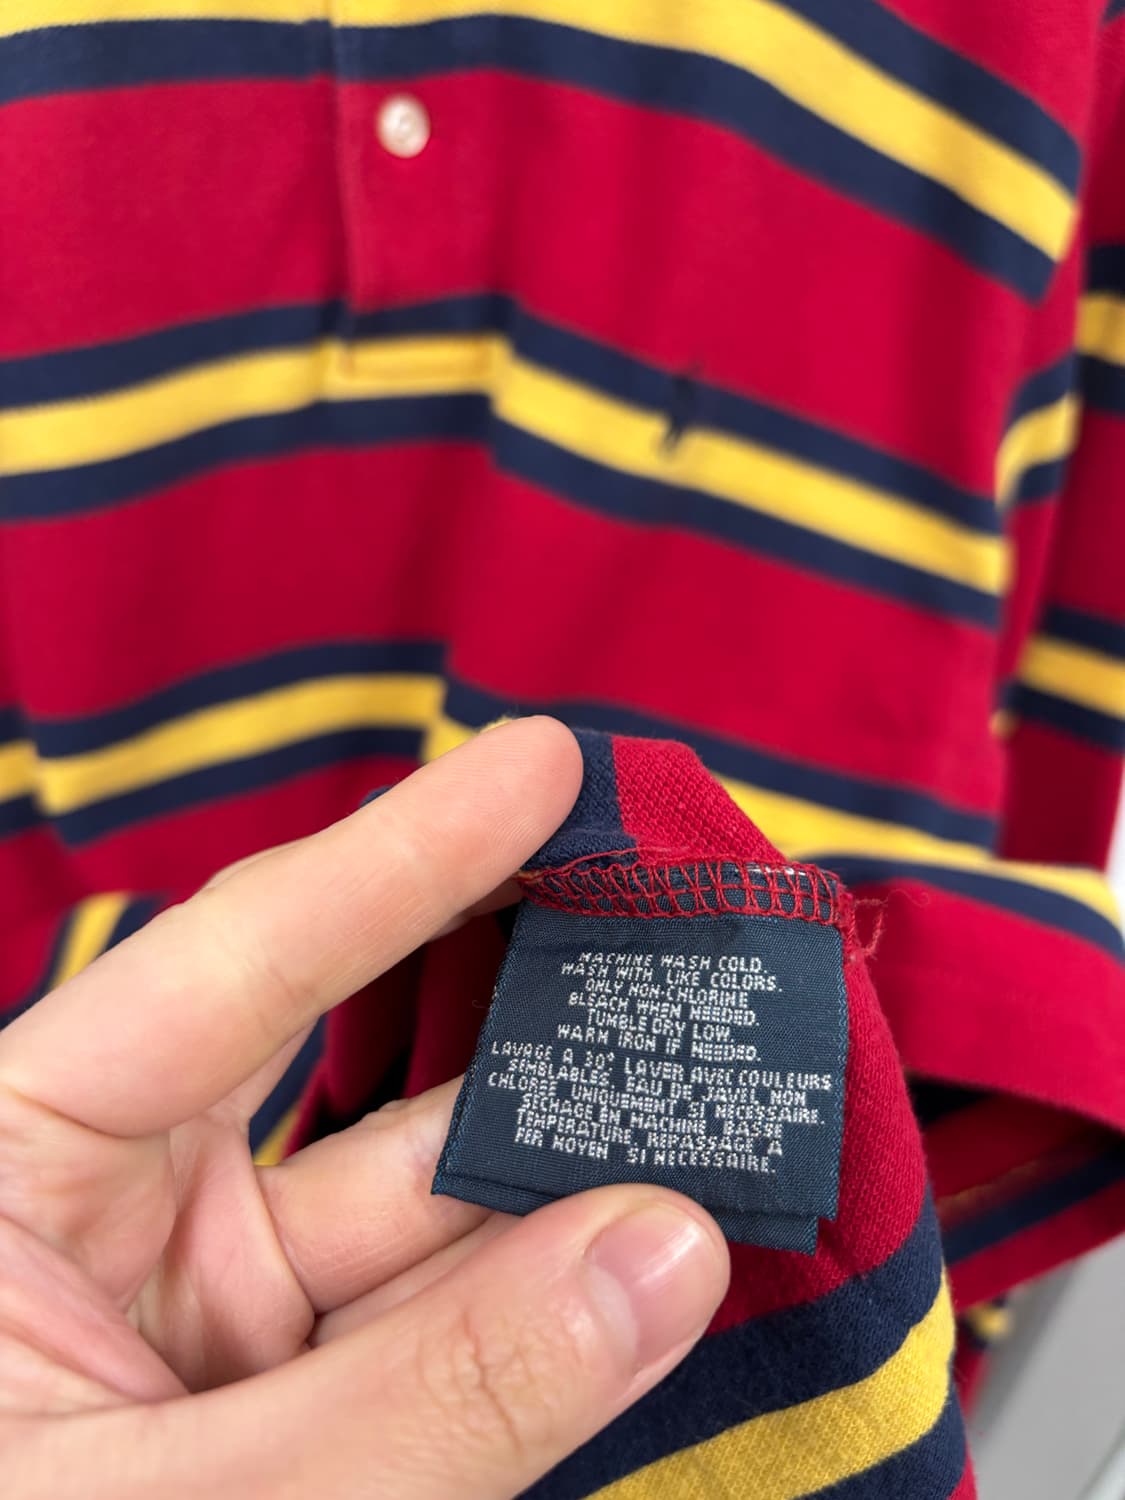 MACHINE WASH COLD
WASH WITH LIKE COLORS.
ONLY NON-CHLORINE
BLEACH WHEN NEEDED.
TUMBLE DRY LOW.
WARM IRON IF NEEDED.
LAVAGE A 30° LAVER AVEC COULEURS
SEMBLABLES, EAU DE JAVEL NON
CHLOREE UNIQUEMENT SI NECESSAIRE.
SECHAGE EN MACHINE BASSE
TEMPERATURE, REPASSAGE A
FER MOYEN SI NECESSAIRE.